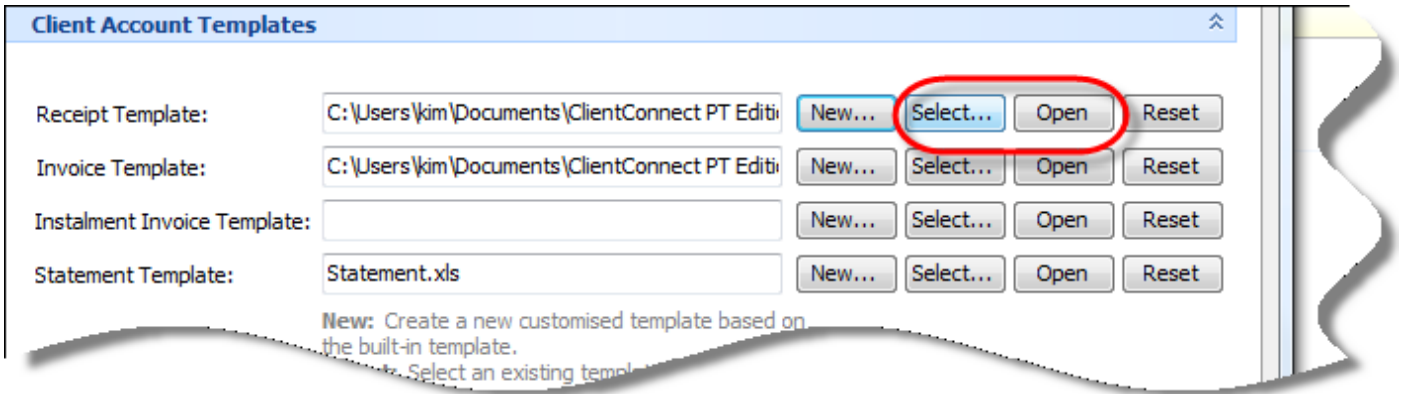 Client Account Templates
Receipt Template: C:\Users\kim\Documents\ClientConnect PT Editi New... Select... Open Reset
Invoice Template: C:\Users\kim\Documents\ClientConnect PT Editi New... Select... Open Reset
Instalment Invoice Template: New... Select... Open Reset
Statement Template: Statement.xls New... Select... Open Reset
New: Create a new customised template based on
the built-in template.
Select an existing